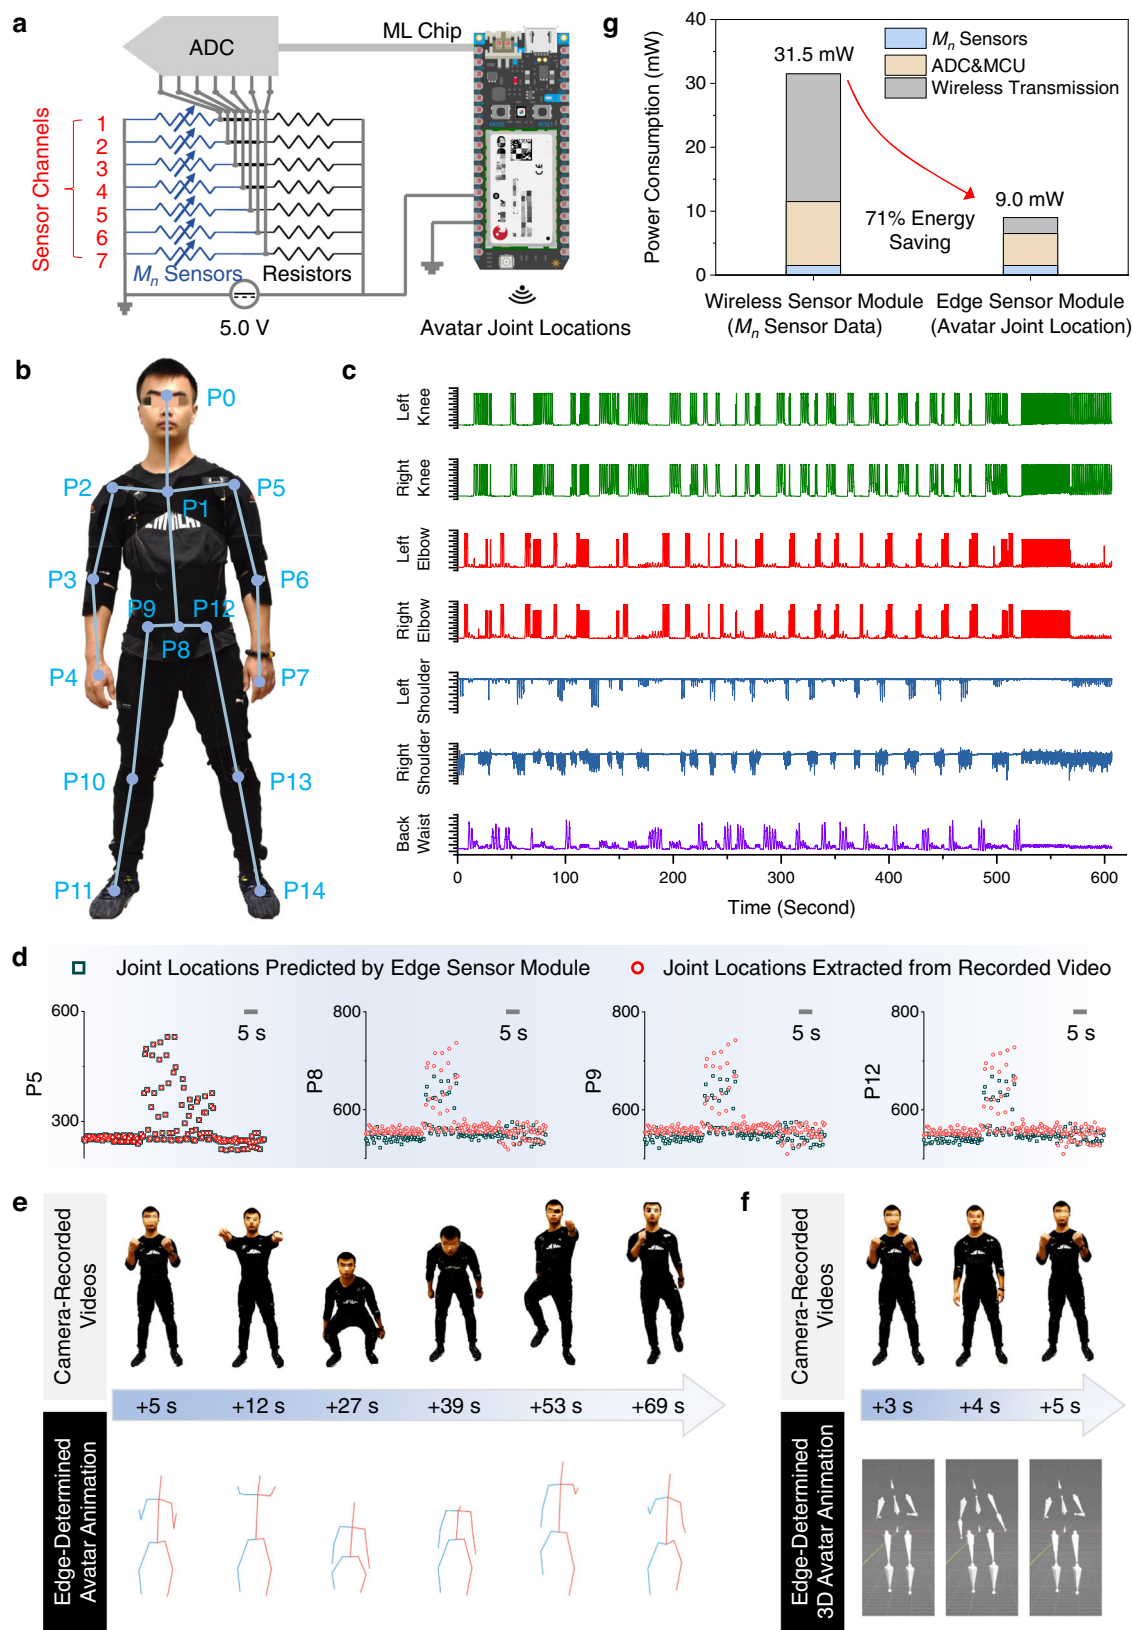 a
ADC
ML Chip
Sensor Channels
1
2
3
4
5
6
7
Mn Sensors
Resistors
5.0 V
Avatar Joint Locations
g
Power Consumption (mW)
40
30
20
10
0
Mn Sensors
ADC&MCU
Wireless Transmission
31.5 mW
9.0 mW
71% Energy
Saving
Wireless Sensor Module
(Mn Sensor Data)
Edge Sensor Module
(Avatar Joint Location)
b
P0
P2
P5
P1
P3
P6
P9
P12
P8
P4
P7
P10
P13
P11
P14
c
Left
Knee
Right
Knee
Left
Elbow
Right
Elbow
Left
Shoulder
Right
Shoulder
Back
Waist
0
100
200
300
400
500
600
Time (Second)
d
Joint Locations Predicted by Edge Sensor Module
Joint Locations Extracted from Recorded Video
600
300
P5
5 s
800
600
P8
5 s
800
600
P9
5 s
800
600
P12
5 s
e
Camera-Recorded
Videos
+5 s
+12 s
+27 s
+39 s
+53 s
+69 s
Edge-Determined
Avatar Animation
f
Camera-Recorded
Videos
+3 s
+4 s
+5 s
Edge-Determined
3D Avatar Animation